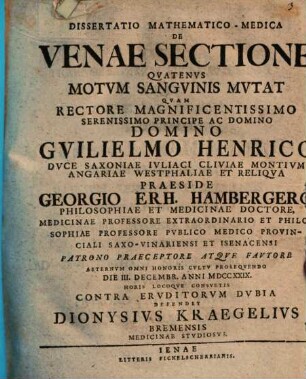 DISSERTATIO MATHEMATICO-MEDICA
DE
VENAE SECTIONE
QVATENVS
MOTVM SANGVINIS MVTAT
QVAM
RECTORE MAGNIFICENTISSIMO
SERENISSIMO PRINCIPE AC DOMINO
DOMINO
GVILIELMO HENRICO
DVCE SAXONIAE IVLIACI CLIVIAE MONTIVM
ANGARIAE WESTPHALIAE ET RELIQVA
PRAESIDE
GEORGIO ERH. HAMBERGERO
PHILOSOPHIAE ET MEDICINAE DOCTORE,
MEDICINAE PROFESSORE EXTRAORDINARIO ET PHILO
SOPHIAE PROFESSORE PVBLICO MEDICO PROVIN-
CIALI SAXO-VINARIENSI ET ISENACENSI
PATRONO PRAECEPTORE ATQVE FAVTORE
AETERNVM OMNI HONORIS CVLTV PROSEQVENDO
DIE III. DECEMBR. ANNI MDCCXXIX.
HORIS LOCOQVE CONSVETIS
CONTRA ERVDITORVM DVBIA
DEFENDET
DIONYSIVS KRAEGELIVS
BREMENSIS
MEDICINAE STVDIOSVS.
IENAE
LITTERIS FICKELSCHERRIANIS.